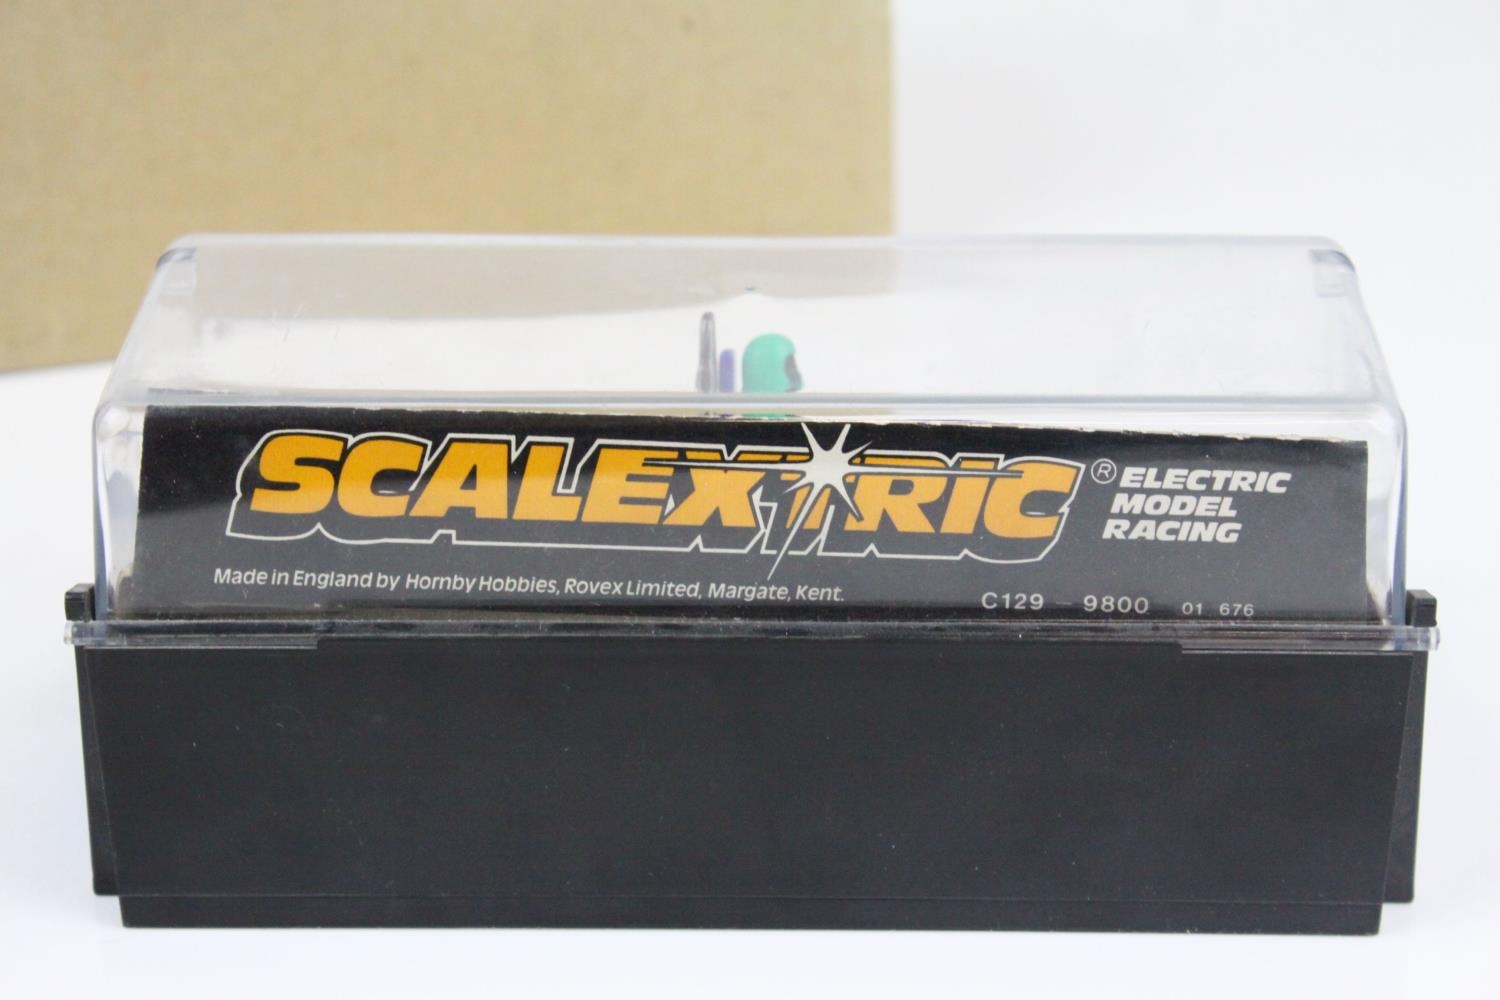 SCALEXTRIC® ELECTRIC
MODEL
RACING
Made in England by Hornby Hobbies, Rovex Limited, Margate, Kent.
C129 - 9800 01 676